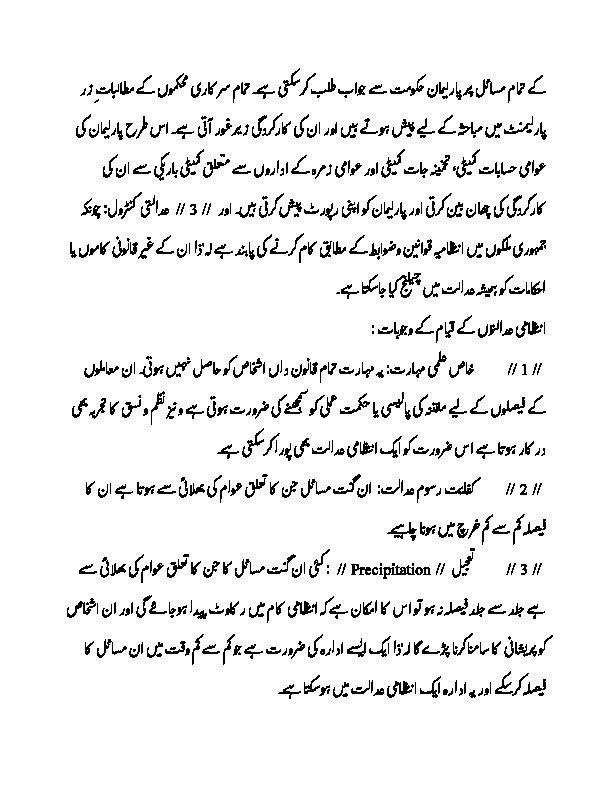 کے تمام مسائل پر پارلیمان حکومت سے جواب طلب کرسکتی ہے۔ تمام سرکاری محکموں کے مطالباتِ زر
پارلیمنٹ میں مباحثہ کے لیے پیش ہوتے ہیں اور ان کی کارکردگی زیرغور آتی ہے۔ اس طرح پارلیمان کی
عوامی حسابات کمیٹی، تخمینہ جات کمیٹی اور عوامی زمرہ کے اداروں سے متعلق کمیٹی باریکی سے ان کی
کارکردگی کی چھان بین کرتی اور پارلیمان کو اپنی رپورٹ پیش کرتی ہیں۔ اور // 3 // عدالتی کنٹرول: چونکہ
جمہوری ملکوں میں انتظامیہ قوانین و ضوابط کے مطابق کام کرنے کی پابند ہے لہٰذا ان کے غیر قانونی کاموں یا
احکامات کو ہمیشہ عدالت میں چیلنج کیا جاسکتا ہے۔
انتظامی عدالتوں کے قیام کے وجوہات :
// 1 // خاص علمی مہارت: یہ مہارت تمام قانون داں اشخاص کو حاصل نہیں ہوتی۔ ان معاملوں
کے فیصلوں کے لیے مقننہ کی پالیسی یا حکمت عملی کو سمجھنے کی ضرورت ہوتی ہے و نیز نظم و نسق کا تجربہ بھی
درکار ہوتا ہے اس ضرورت کو ایک انتظامی عدالت بھی پورا کرسکتی ہے۔
// 2 // کفایت رسوم عدالت: ان گنت مسائل جن کا تعلق عوام کی بھلائی سے ہوتا ہے ان کا
فیصلہ کم سے کم خرچ میں ہونا چاہیے۔
// 3 // تعجیل // Precipitation // : کئی ان گنت مسائل کا جن کا تعلق عوام کی بھلائی سے
ہے جلد سے جلد فیصلہ نہ ہو تو اس کا امکان ہے کہ انتظامی کام میں رکاوٹ پیدا ہوجائے گی اور ان اشخاص
کو پریشانی کا سامنا کرنا پڑے گا لہٰذا ایک ایسے ادارہ کی ضرورت ہے جو کم سے کم وقت میں ان مسائل کا
فیصلہ کرسکے اور یہ ادارہ ایک انتظامی عدالت میں ہوسکتا ہے۔